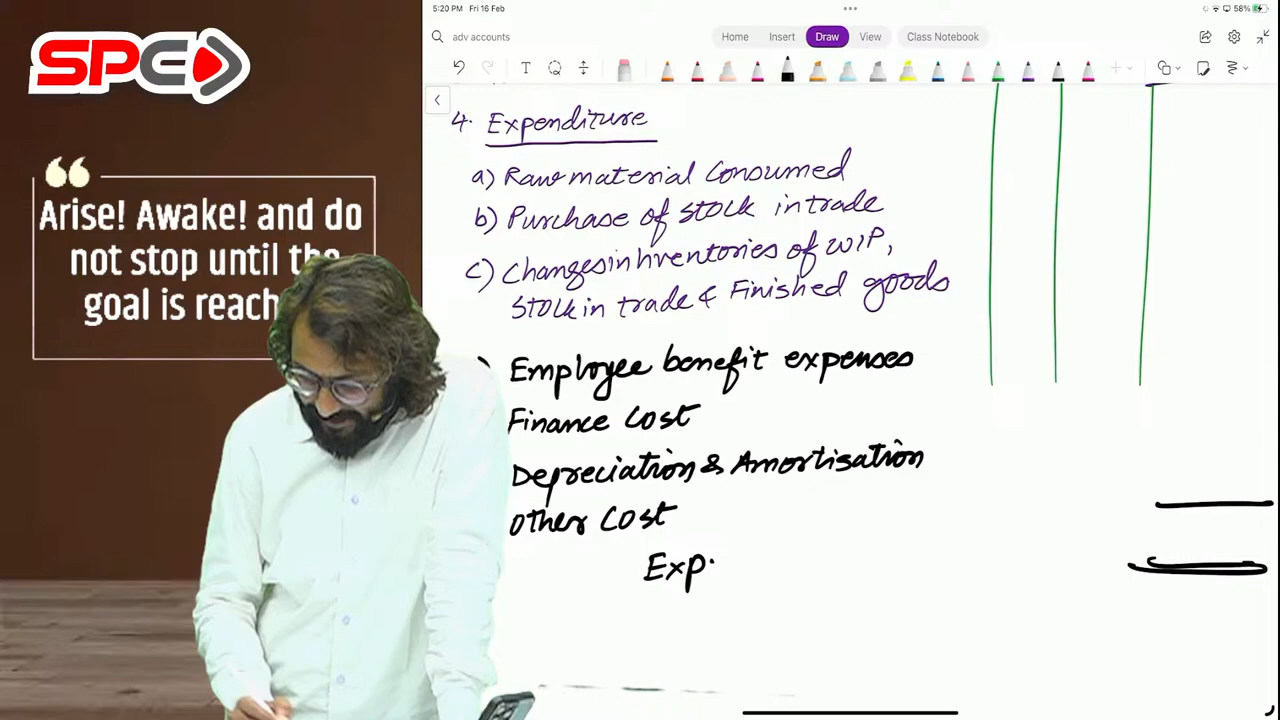 5:20 PM Fri 16 Feb
58%
adv accounts
Home Insert Draw View Class Notebook
SPE
Arise! Awake! and do
not stop until the
goal is reach
4. Expenditure
a) Raw material Consumed
b) Purchase of stock in trade
c) Changes in Inventories of WIP,
Stock in trade & Finished goods
) Employee benefit expenses
Finance Cost
Depreciation & Amortisation
Other Cost
Exp.